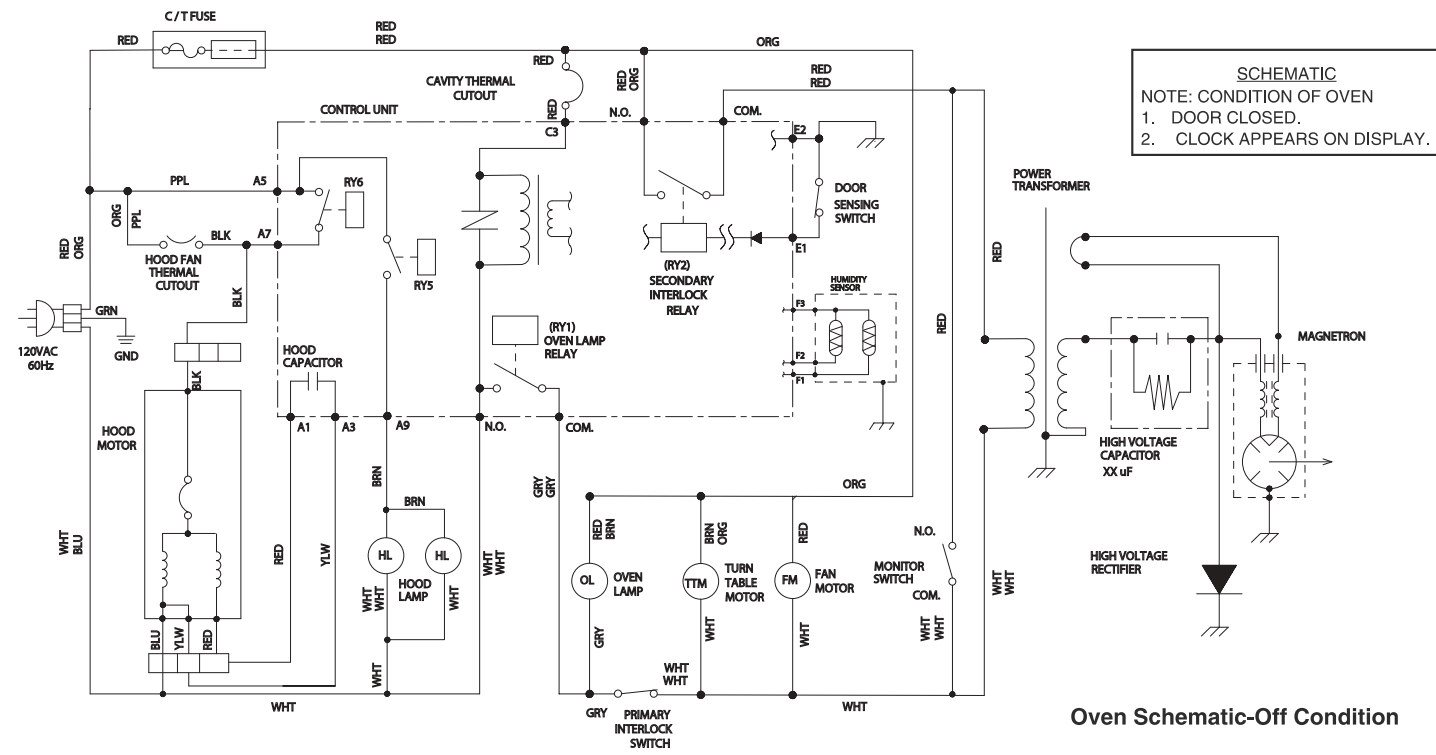 C / T FUSE
RED
RED
RED
ORG
RED
CAVITY THERMAL
CUTOUT
RED
RED
ORG
RED
RED
SCHEMATIC
NOTE: CONDITION OF OVEN
1. DOOR CLOSED.
2. CLOCK APPEARS ON DISPLAY.
CONTROL UNIT
C3
N.O.
COM.
E2
PPL
A5
RY6
ORG
PPL
BLK
A7
HOOD FAN
THERMAL
CUTOUT
RED
ORG
BLK
RY5
DOOR
SENSING
SWITCH
E1
(RY2)
SECONDARY
INTERLOCK
RELAY
POWER
TRANSFORMER
RED
HUMIDITY
SENSOR
F3
F2
F1
GRN
120VAC
60Hz
GND
(RY1)
OVEN LAMP
RELAY
HOOD
CAPACITOR
RED
MAGNETRON
BLK
HOOD
MOTOR
A1
A3
A9
N.O.
COM.
HIGH VOLTAGE
CAPACITOR
XX uF
BRN
BRN
GRY
GRY
ORG
WHT
BLU
RED
YLW
HL
HL
HOOD
LAMP
WHT
WHT
WHT
WHT
WHT
RED
BRN
BRN
ORG
RED
OL
OVEN
LAMP
TTM
TURN
TABLE
MOTOR
FM
FAN
MOTOR
N.O.
MONITOR
SWITCH
COM.
WHT
WHT
HIGH VOLTAGE
RECTIFIER
BLU
YLW
RED
GRY
WHT
WHT
WHT
WHT
WHT
WHT
WHT
WHT
GRY
PRIMARY
INTERLOCK
SWITCH
WHT
Oven Schematic-Off Condition